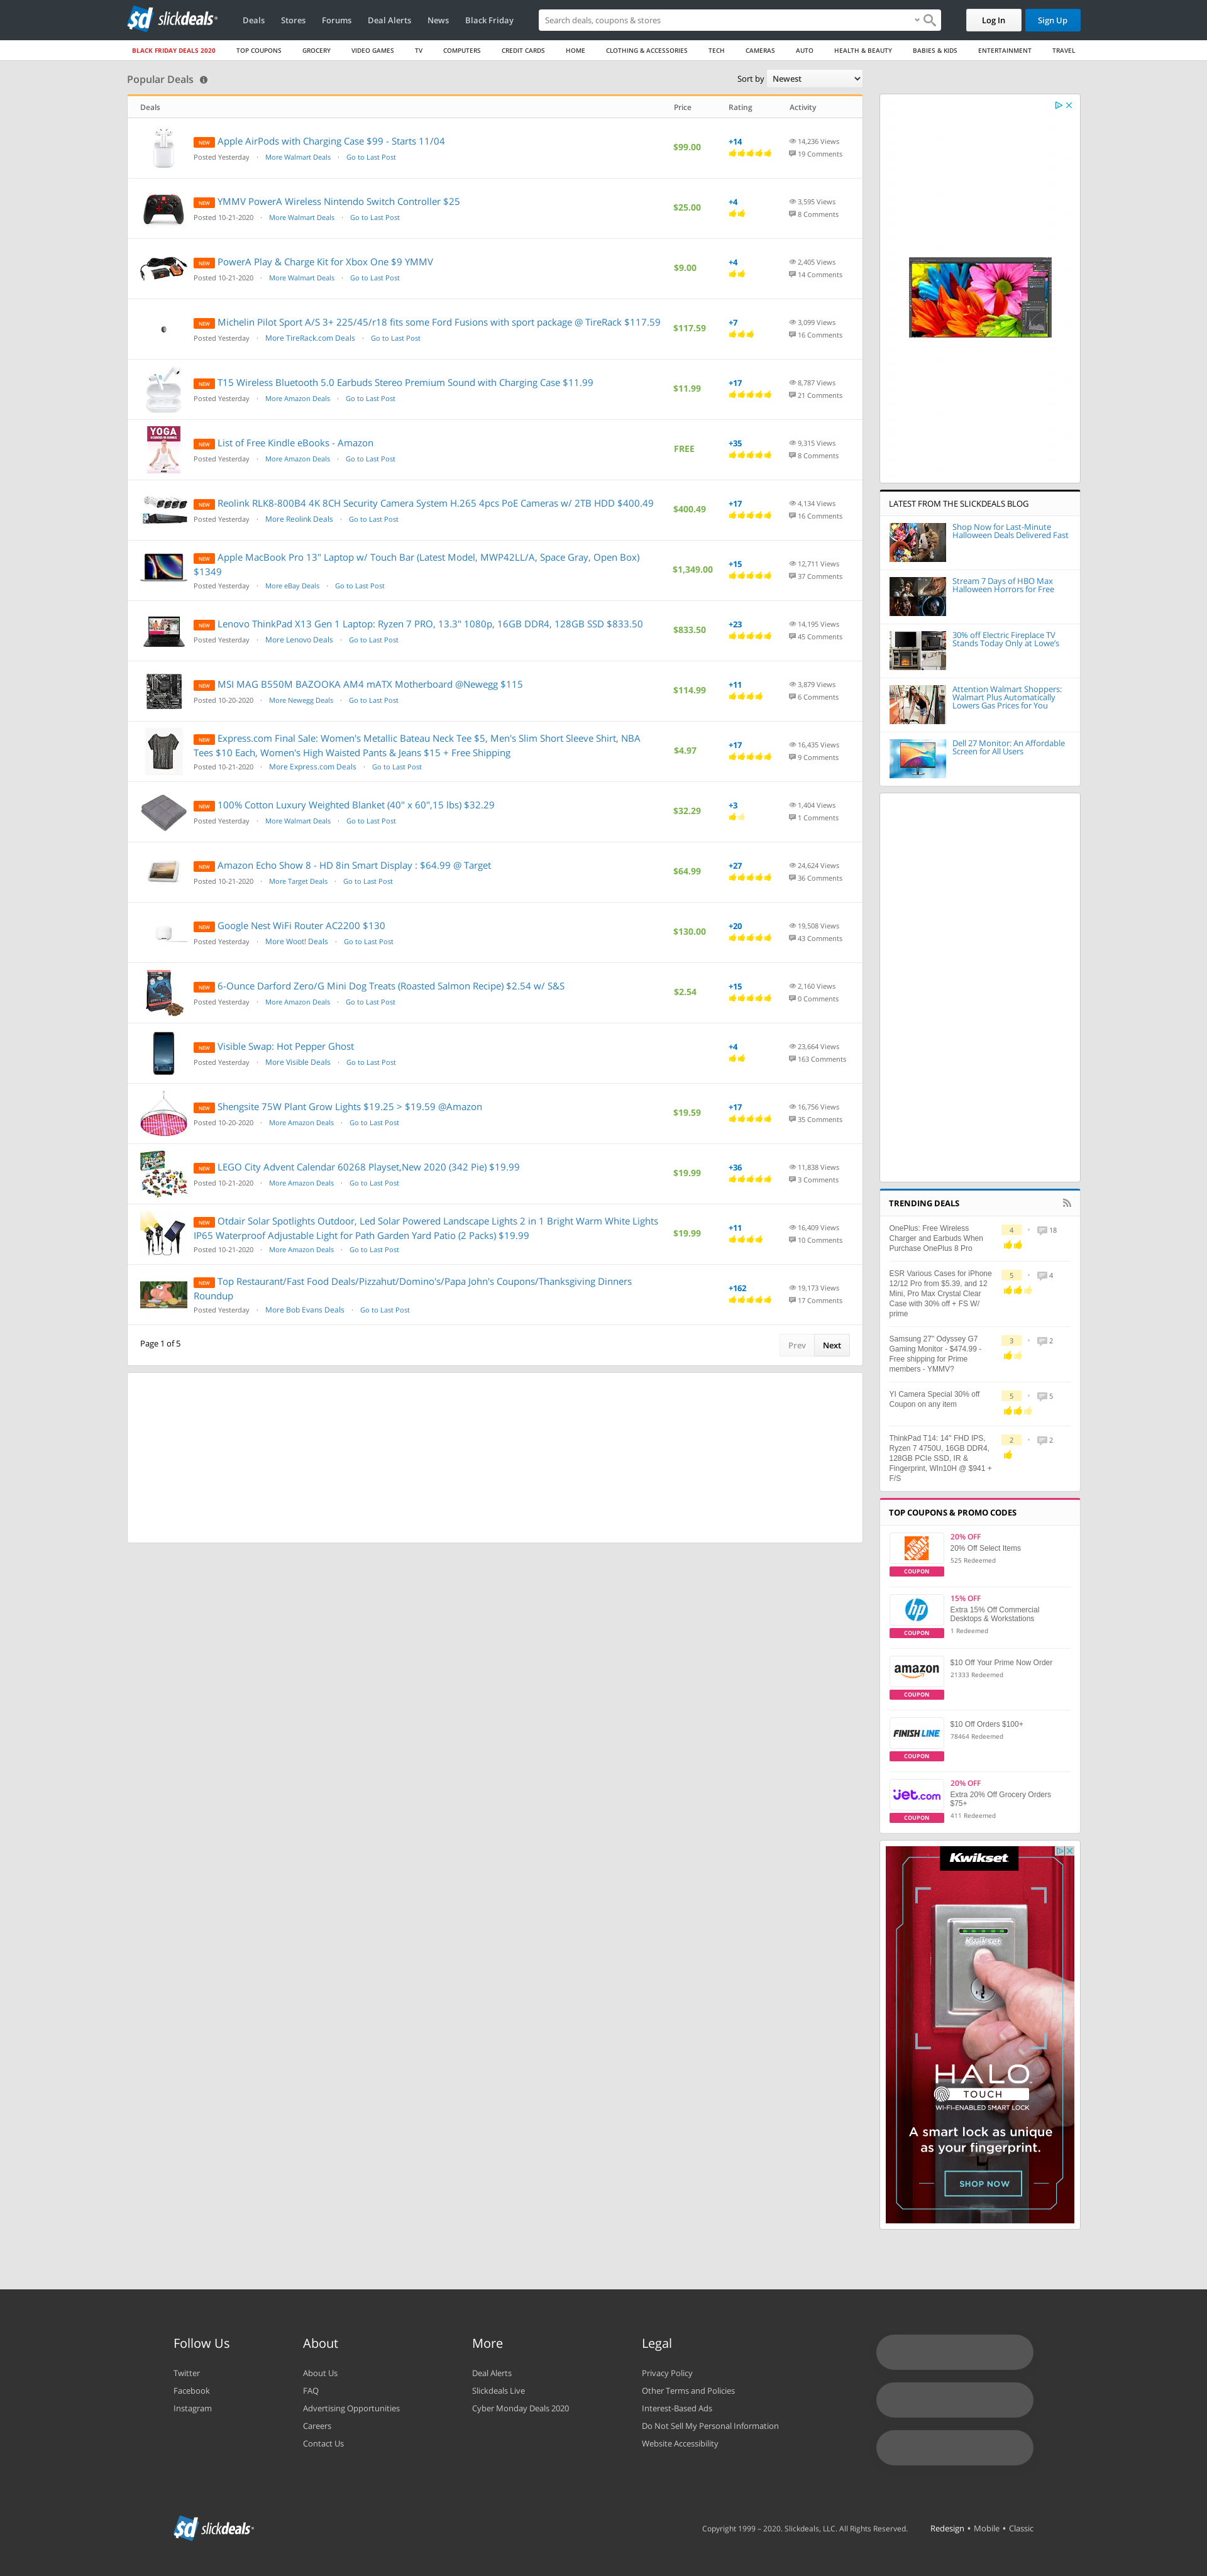 sd slickdeals
Deals Stores Forums Deal Alerts News Black Friday
Search deals, coupons & stores
Log In Sign Up
BLACK FRIDAY DEALS 2020 TOP COUPONS GROCERY VIDEO GAMES TV COMPUTERS CREDIT CARDS HOME CLOTHING & ACCESSORIES TECH CAMERAS AUTO HEALTH & BEAUTY BABIES & KIDS ENTERTAINMENT TRAVEL
Popular Deals
Sort by Newest
Deals Price Rating Activity
NEW Apple AirPods with Charging Case $99 - Starts 11/04
Posted Yesterday · More Walmart Deals · Go to Last Post
$99.00
+14
14,236 Views
19 Comments
NEW YMMV PowerA Wireless Nintendo Switch Controller $25
Posted 10-21-2020 · More Walmart Deals · Go to Last Post
$25.00
+4
3,595 Views
8 Comments
NEW PowerA Play & Charge Kit for Xbox One $9 YMMV
Posted 10-21-2020 · More Walmart Deals · Go to Last Post
$9.00
+4
2,405 Views
14 Comments
NEW Michelin Pilot Sport A/S 3+ 225/45/r18 fits some Ford Fusions with sport package @ TireRack $117.59
Posted Yesterday · More TireRack.com Deals · Go to Last Post
$117.59
+7
3,099 Views
16 Comments
NEW T15 Wireless Bluetooth 5.0 Earbuds Stereo Premium Sound with Charging Case $11.99
Posted Yesterday · More Amazon Deals · Go to Last Post
$11.99
+17
8,787 Views
21 Comments
YOGA
NEW List of Free Kindle eBooks - Amazon
Posted Yesterday · More Amazon Deals · Go to Last Post
FREE
+35
9,315 Views
8 Comments
NEW Reolink RLK8-800B4 4K 8CH Security Camera System H.265 4pcs PoE Cameras w/ 2TB HDD $400.49
Posted Yesterday · More Reolink Deals · Go to Last Post
$400.49
+17
4,134 Views
16 Comments
NEW Apple MacBook Pro 13" Laptop w/ Touch Bar (Latest Model, MWP42LL/A, Space Gray, Open Box)
$1349
Posted Yesterday · More eBay Deals · Go to Last Post
$1,349.00
+15
12,711 Views
37 Comments
NEW Lenovo ThinkPad X13 Gen 1 Laptop: Ryzen 7 PRO, 13.3" 1080p, 16GB DDR4, 128GB SSD $833.50
Posted Yesterday · More Lenovo Deals · Go to Last Post
$833.50
+23
14,195 Views
45 Comments
NEW MSI MAG B550M BAZOOKA AM4 mATX Motherboard @Newegg $115
Posted 10-20-2020 · More Newegg Deals · Go to Last Post
$114.99
+11
3,879 Views
6 Comments
NEW Express.com Final Sale: Women's Metallic Bateau Neck Tee $5, Men's Slim Short Sleeve Shirt, NBA
Tees $10 Each, Women's High Waisted Pants & Jeans $15 + Free Shipping
Posted 10-21-2020 · More Express.com Deals · Go to Last Post
$4.97
+17
16,435 Views
9 Comments
NEW 100% Cotton Luxury Weighted Blanket (40" x 60",15 lbs) $32.29
Posted Yesterday · More Walmart Deals · Go to Last Post
$32.29
+3
1,404 Views
1 Comments
NEW Amazon Echo Show 8 - HD 8in Smart Display : $64.99 @ Target
Posted 10-21-2020 · More Target Deals · Go to Last Post
$64.99
+27
24,624 Views
36 Comments
NEW Google Nest WiFi Router AC2200 $130
Posted Yesterday · More Woot! Deals · Go to Last Post
$130.00
+20
19,508 Views
43 Comments
NEW 6-Ounce Darford Zero/G Mini Dog Treats (Roasted Salmon Recipe) $2.54 w/ S&S
Posted Yesterday · More Amazon Deals · Go to Last Post
$2.54
+15
2,160 Views
0 Comments
NEW Visible Swap: Hot Pepper Ghost
Posted Yesterday · More Visible Deals · Go to Last Post
+4
23,664 Views
163 Comments
NEW Shengsite 75W Plant Grow Lights $19.25 > $19.59 @Amazon
Posted 10-20-2020 · More Amazon Deals · Go to Last Post
$19.59
+17
16,756 Views
35 Comments
NEW LEGO City Advent Calendar 60268 Playset,New 2020 (342 Pie) $19.99
Posted 10-21-2020 · More Amazon Deals · Go to Last Post
$19.99
+36
11,838 Views
3 Comments
NEW Otdair Solar Spotlights Outdoor, Led Solar Powered Landscape Lights 2 in 1 Bright Warm White Lights
IP65 Waterproof Adjustable Light for Path Garden Yard Patio (2 Packs) $19.99
Posted 10-21-2020 · More Amazon Deals · Go to Last Post
$19.99
+11
16,409 Views
10 Comments
NEW Top Restaurant/Fast Food Deals/Pizzahut/Domino's/Papa John's Coupons/Thanksgiving Dinners
Roundup
Posted Yesterday · More Bob Evans Deals · Go to Last Post
+162
19,173 Views
17 Comments
Page 1 of 5
Prev Next
LATEST FROM THE SLICKDEALS BLOG
Shop Now for Last-Minute
Halloween Deals Delivered Fast
Stream 7 Days of HBO Max
Halloween Horrors for Free
30% off Electric Fireplace TV
Stands Today Only at Lowe's
Attention Walmart Shoppers:
Walmart Plus Automatically
Lowers Gas Prices for You
Dell 27 Monitor: An Affordable
Screen for All Users
TRENDING DEALS
OnePlus: Free Wireless
Charger and Earbuds When
Purchase OnePlus 8 Pro
4 · 18
ESR Various Cases for iPhone
12/12 Pro from $5.39, and 12
Mini, Pro Max Crystal Clear
Case with 30% off + FS W/
prime
5 · 4
Samsung 27" Odyssey G7
Gaming Monitor - $474.99 -
Free shipping for Prime
members - YMMV?
3 · 2
YI Camera Special 30% off
Coupon on any item
5 · 5
ThinkPad T14: 14" FHD IPS,
Ryzen 7 4750U, 16GB DDR4,
128GB PCIe SSD, IR &
Fingerprint, WIn10H @ $941 +
F/S
2 · 2
TOP COUPONS & PROMO CODES
THE HOME DEPOT
COUPON
20% OFF
20% Off Select Items
525 Redeemed
hp
COUPON
15% OFF
Extra 15% Off Commercial
Desktops & Workstations
1 Redeemed
amazon
COUPON
$10 Off Your Prime Now Order
21333 Redeemed
FINISH LINE
COUPON
$10 Off Orders $100+
78464 Redeemed
jet.com
COUPON
20% OFF
Extra 20% Off Grocery Orders
$75+
411 Redeemed
Kwikset
Kwikset
HALO
TOUCH
WI-FI-ENABLED SMART LOCK
A smart lock as unique
as your fingerprint.
SHOP NOW
Follow Us
Twitter
Facebook
Instagram
About
About Us
FAQ
Advertising Opportunities
Careers
Contact Us
More
Deal Alerts
Slickdeals Live
Cyber Monday Deals 2020
Legal
Privacy Policy
Other Terms and Policies
Interest-Based Ads
Do Not Sell My Personal Information
Website Accessibility
sd slickdeals
Copyright 1999 – 2020. Slickdeals, LLC. All Rights Reserved.
Redesign • Mobile • Classic